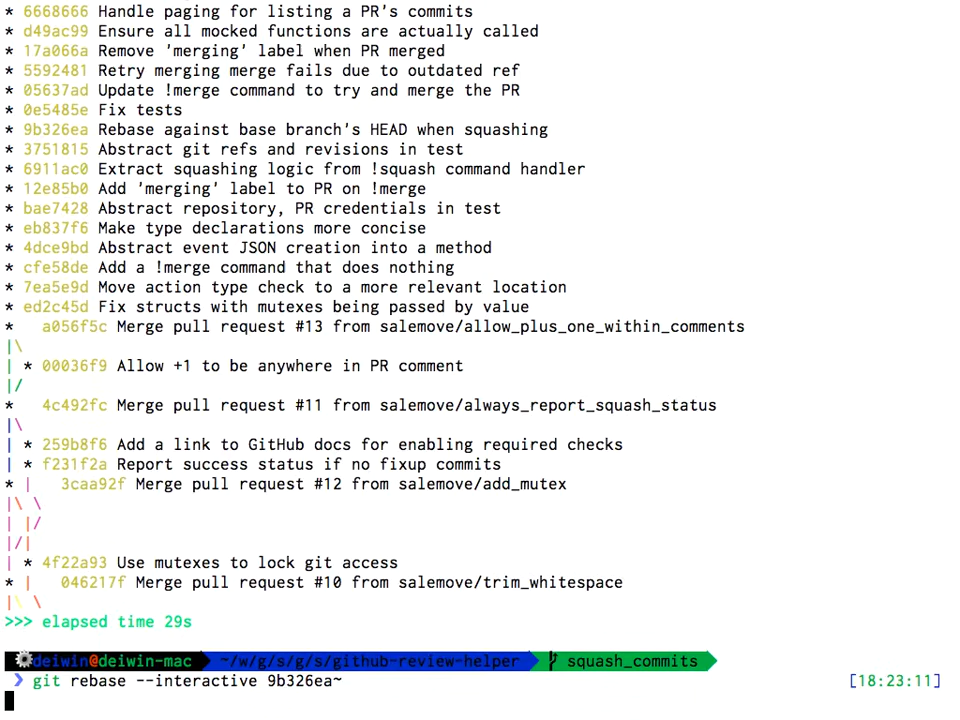 * 6668666 Handle paging for listing a PR's commits
* d49ac99 Ensure all mocked functions are actually called
* 17a066a Remove 'merging' label when PR merged
* 5592481 Retry merging merge fails due to outdated ref
* 05637ad Update !merge command to try and merge the PR
* 0e5485e Fix tests
* 9b326ea Rebase against base branch's HEAD when squashing
* 3751815 Abstract git refs and revisions in test
* 6911ac0 Extract squashing logic from !squash command handler
* 12e85b0 Add 'merging' label to PR on !merge
* bae7428 Abstract repository, PR credentials in test
* eb837f6 Make type declarations more concise
* 4dce9bd Abstract event JSON creation into a method
* cfe58de Add a !merge command that does nothing
* 7ea5e9d Move action type check to a more relevant location
* ed2c45d Fix structs with mutexes being passed by value
*   a056f5c Merge pull request #13 from salemove/allow_plus_one_within_comments
|\
| * 00036f9 Allow +1 to be anywhere in PR comment
|/
*   4c492fc Merge pull request #11 from salemove/always_report_squash_status
|\
| * 259b8f6 Add a link to GitHub docs for enabling required checks
| * f231f2a Report success status if no fixup commits
* |   3caa92f Merge pull request #12 from salemove/add_mutex
|\ \
| |/
|/|
| * 4f22a93 Use mutexes to lock git access
* |   046217f Merge pull request #10 from salemove/trim_whitespace
|\ \
>>> elapsed time 29s
deiwin@deiwin-mac ~/w/g/s/g/s/github-review-helper squash_commits
❯ git rebase --interactive 9b326ea~ [18:23:11]